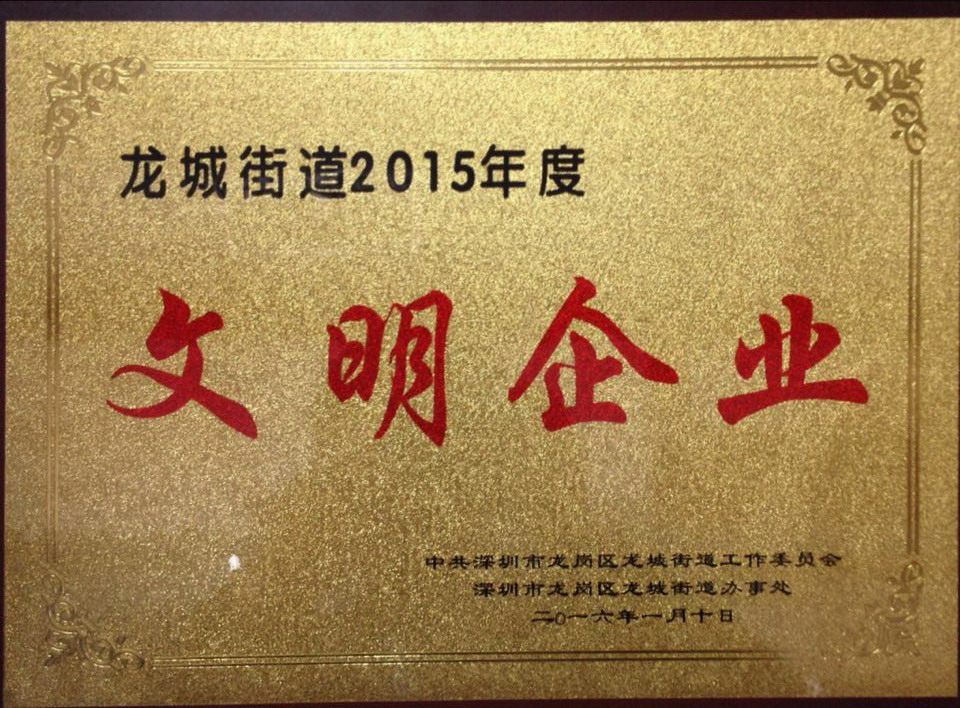 龙城街道2015年度
文明企业
中共深圳市龙岗区龙城街道工作委员会
深圳市龙岗区龙城街道办事处
二0一六年一月十日